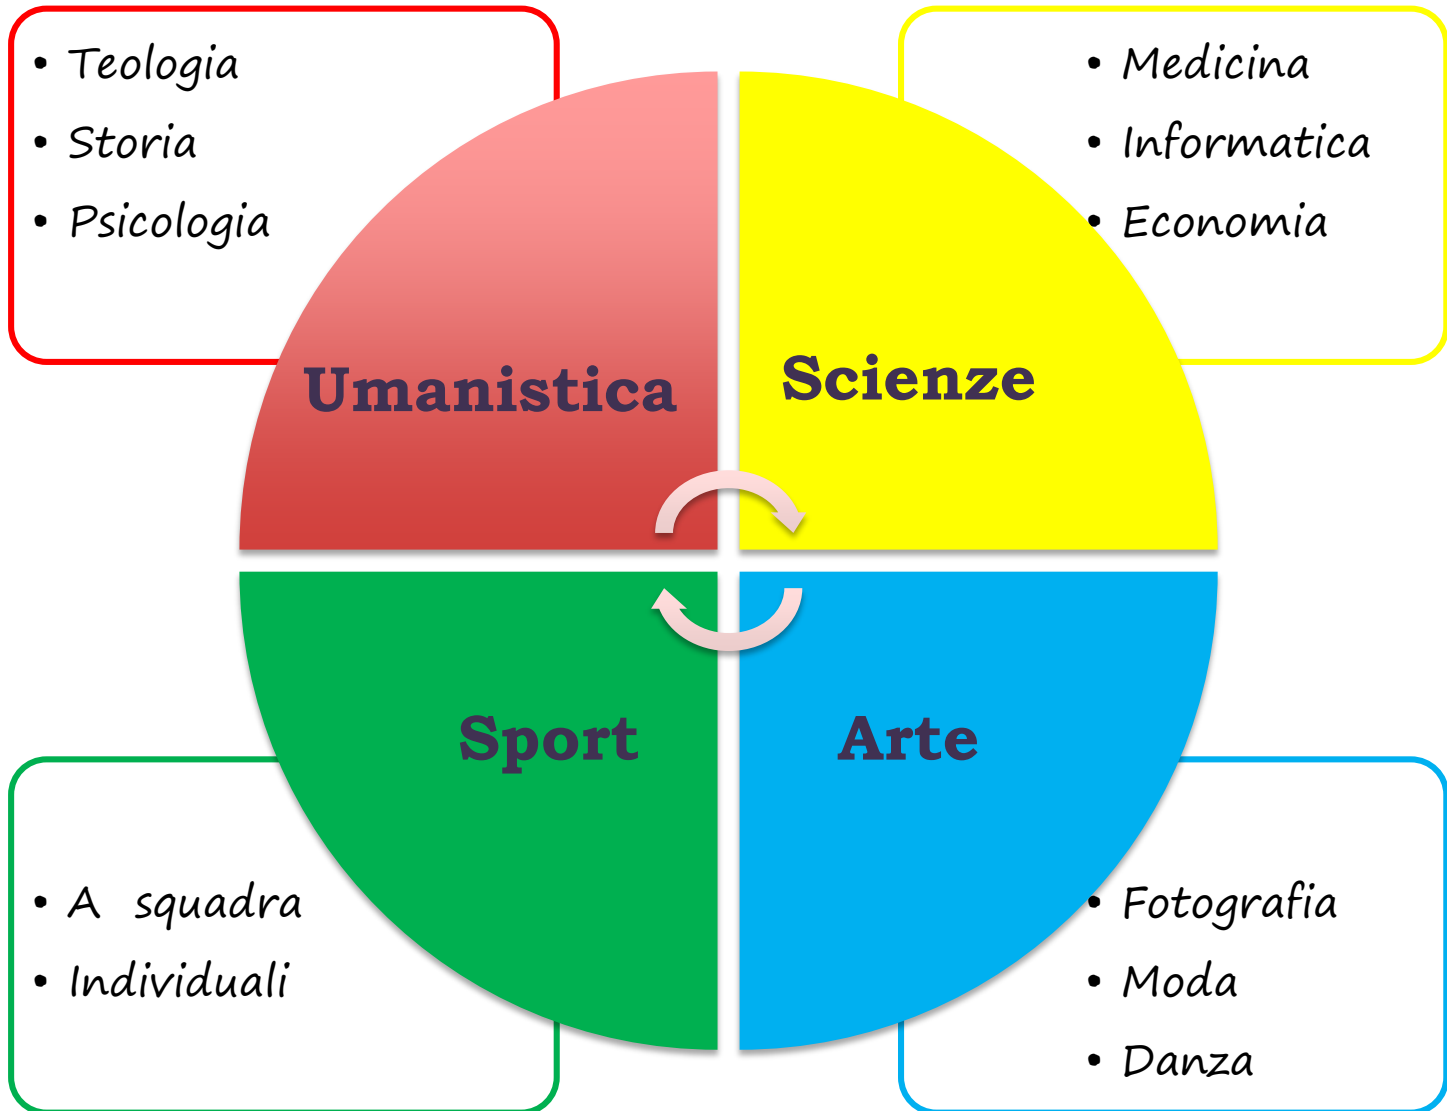 • Teologia
• Storia
• Psicologia
• Medicina
• Informatica
• Economia
Umanistica
Scienze
Sport
Arte
• A squadra
• Individuali
• Fotografia
• Moda
• Danza